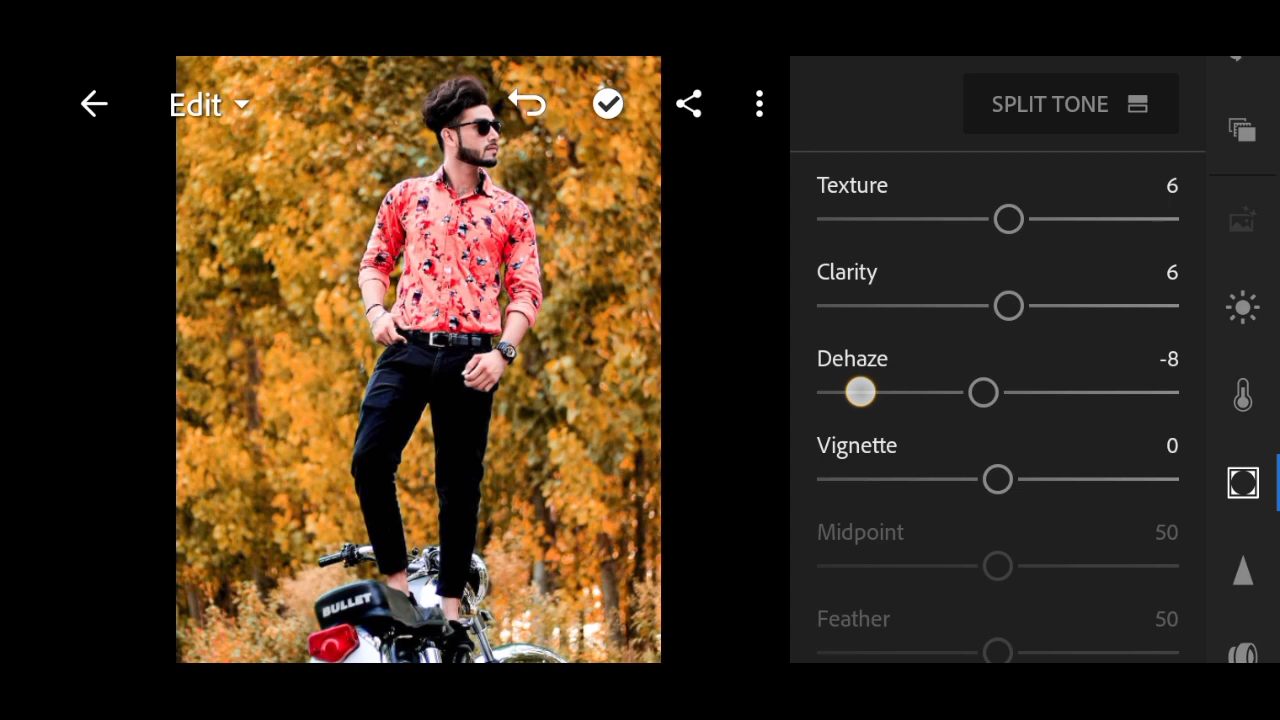 Edit
SPLIT TONE
Texture 6
Clarity 6
Dehaze -8
Vignette 0
Midpoint 50
Feather 50
BULLET